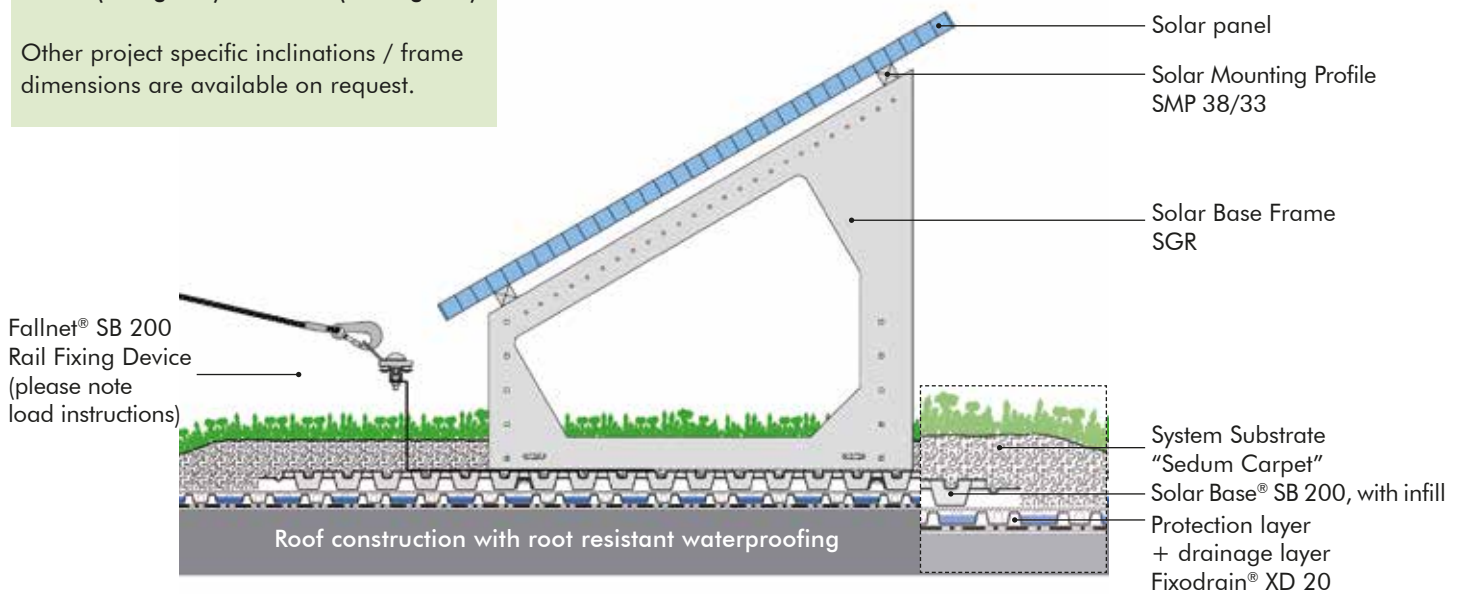 Other project specific inclinations / frame
dimensions are available on request.
Solar panel
Solar Mounting Profile
SMP 38/33
Solar Base Frame
SGR
Fallnet® SB 200
Rail Fixing Device
(please note
load instructions)
System Substrate
“Sedum Carpet”
Solar Base® SB 200, with infill
Protection layer
+ drainage layer
Fixodrain® XD 20
Roof construction with root resistant waterproofing